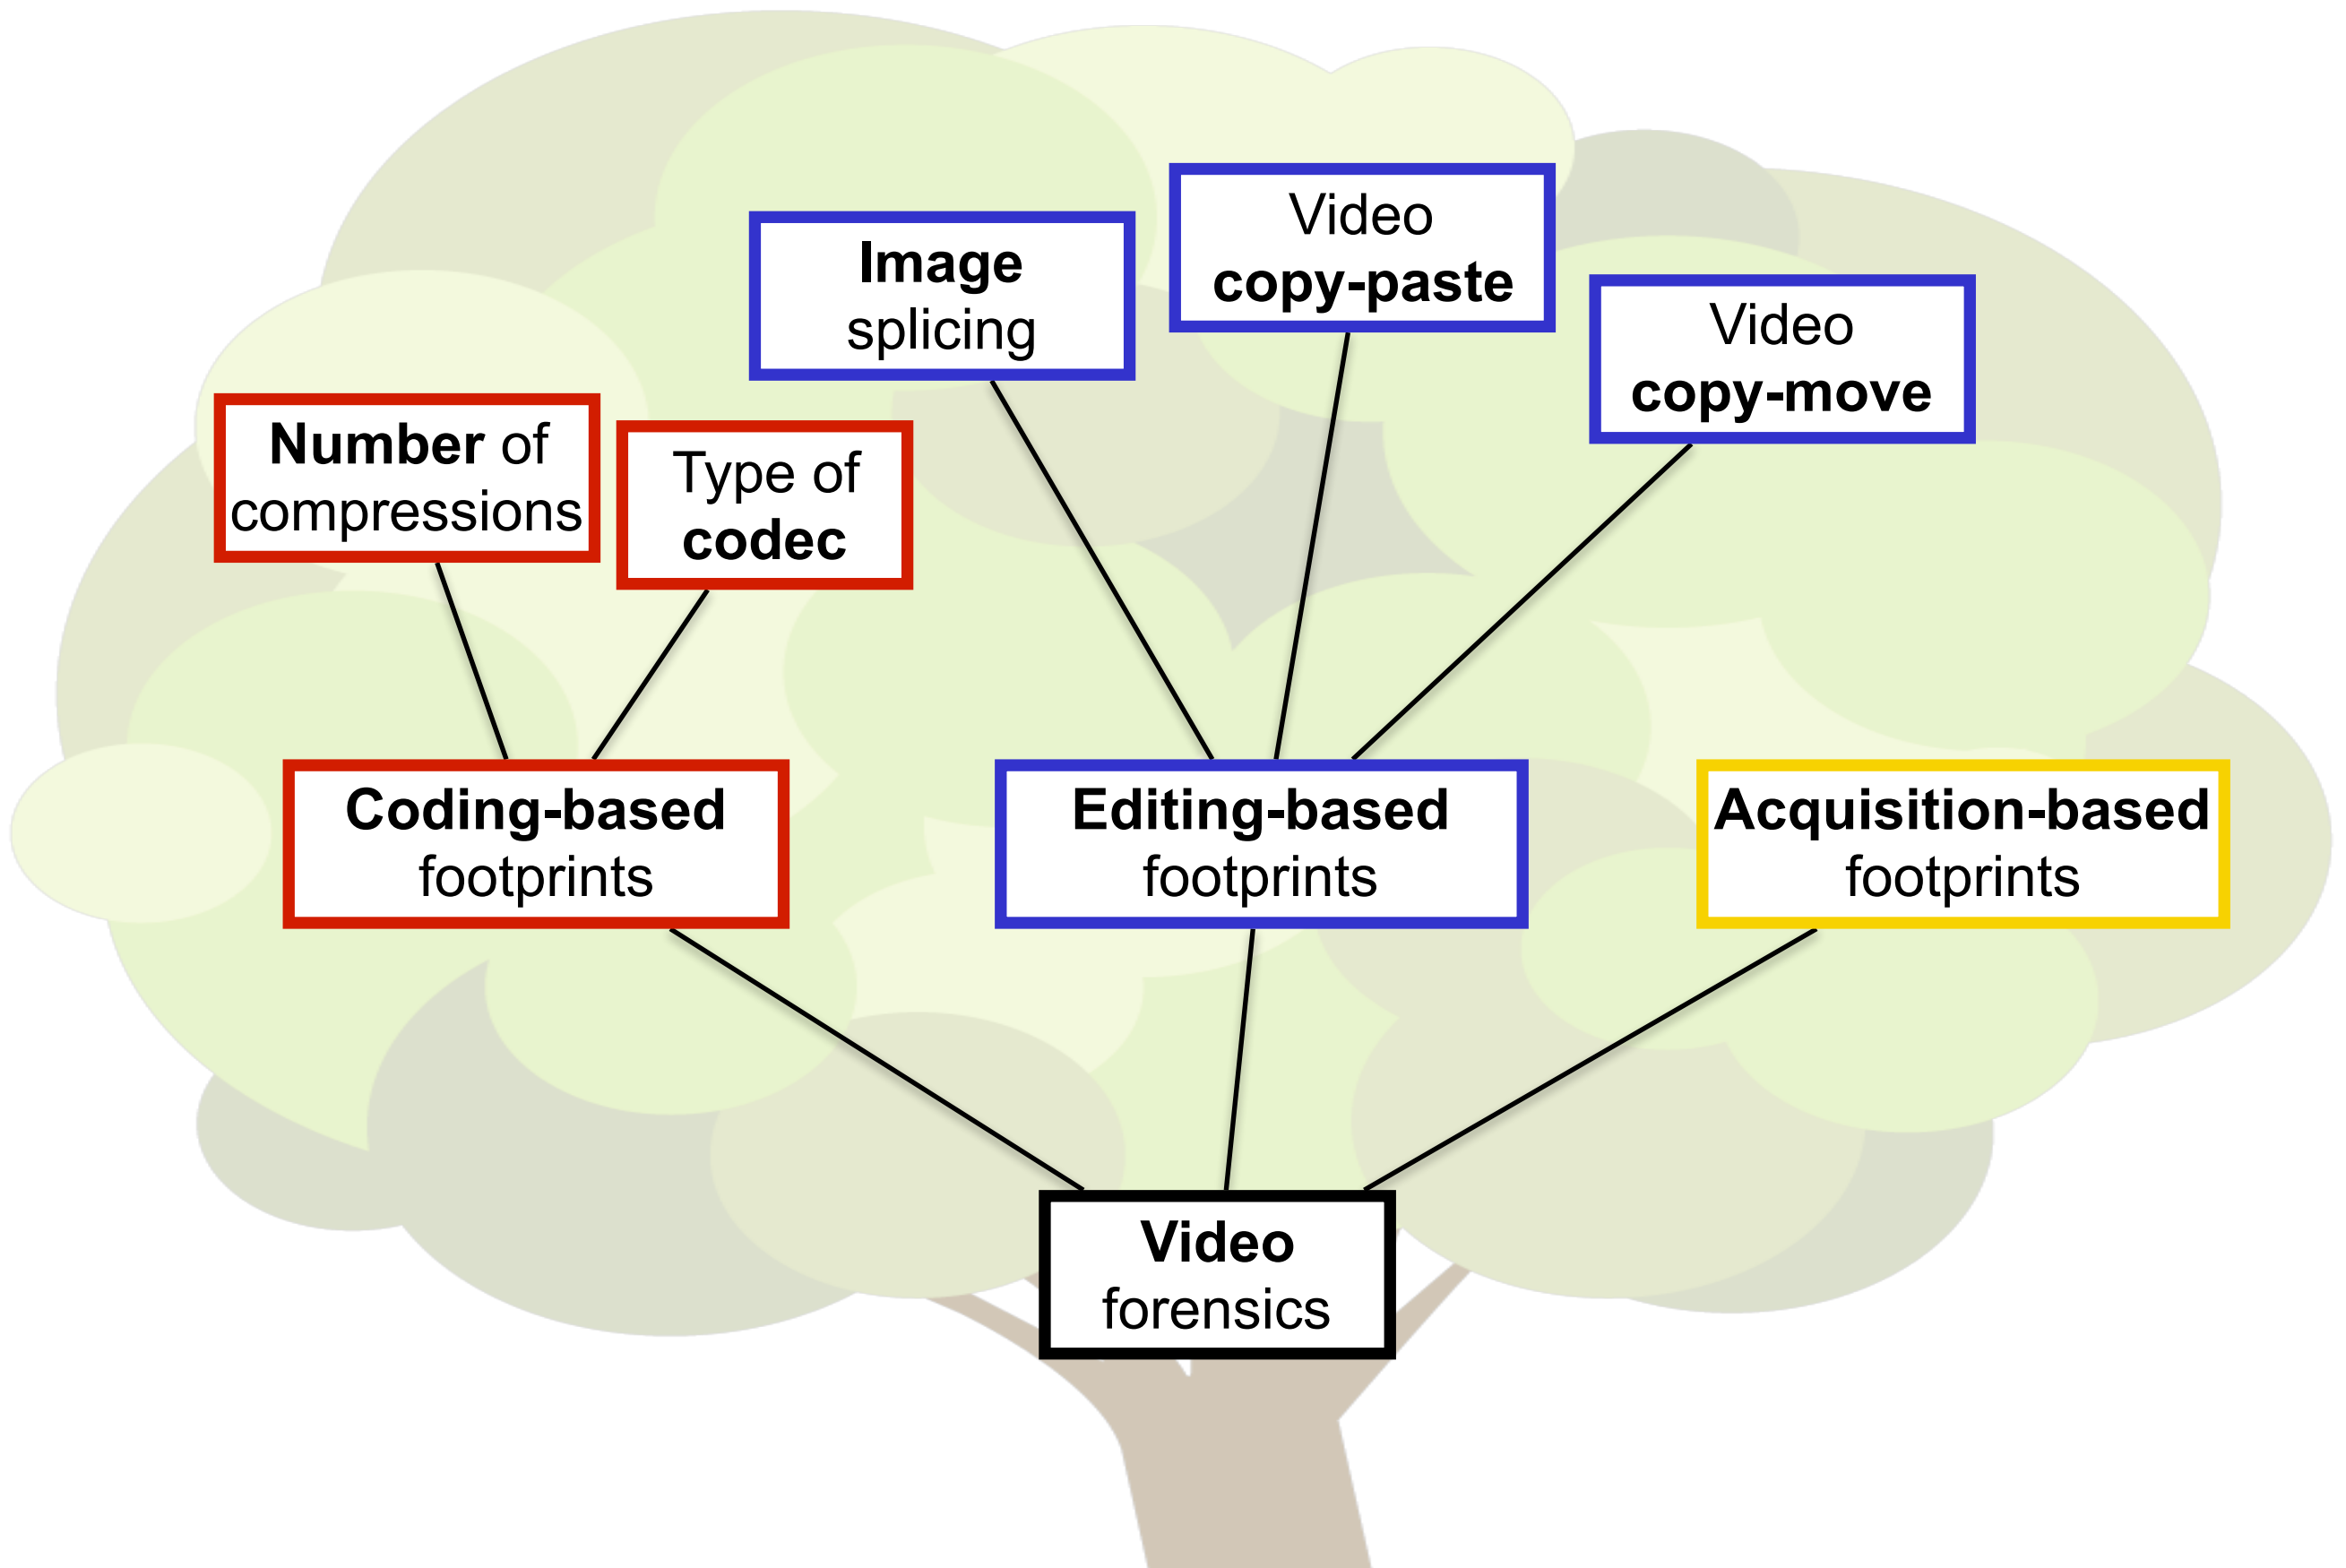 Video
copy-paste
Image
splicing
Video
copy-move
Number of
compressions
Type of
codec
Coding-based
footprints
Editing-based
footprints
Acquisition-based
footprints
Video
forensics